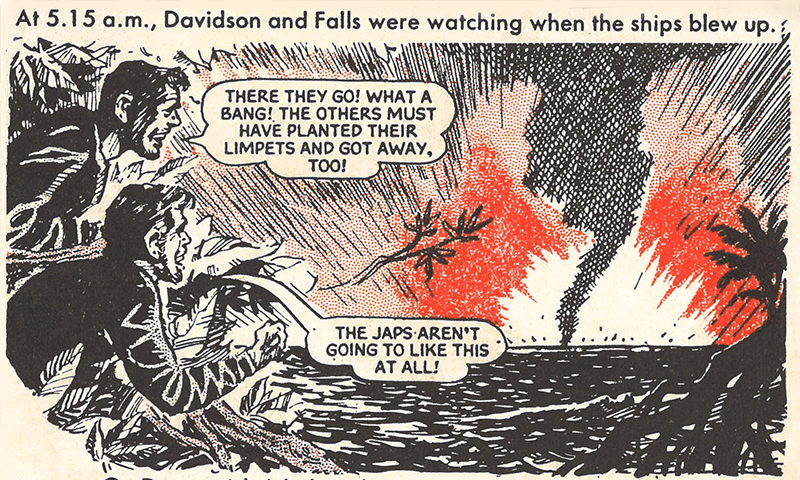 At 5.15 a.m., Davidson and Falls were watching when the ships blew up.
THERE THEY GO! WHAT A
BANG! THE OTHERS MUST
HAVE PLANTED THEIR
LIMPETS AND GOT AWAY,
TOO!
THE JAPS AREN'T
GOING TO LIKE THIS
AT ALL!